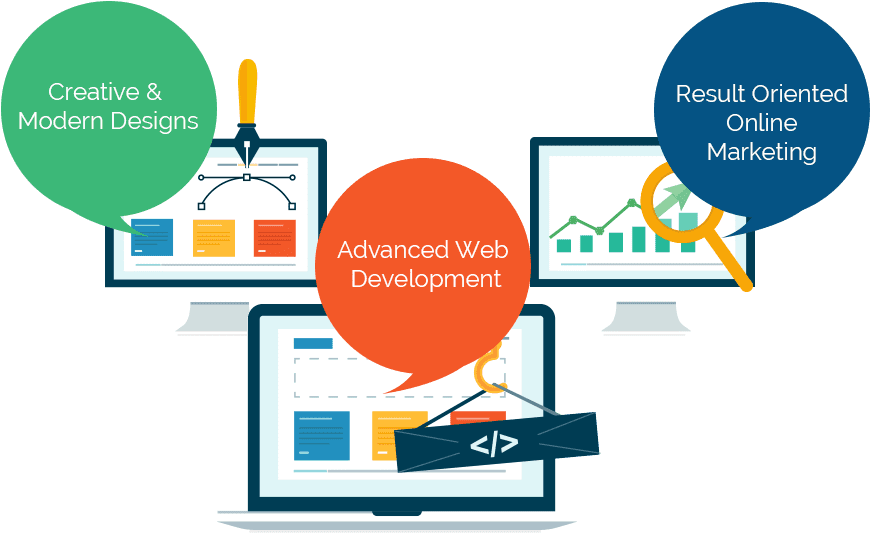 Creative &
Modern Designs
Result Oriented
Online
Marketing
Advanced Web
Development
</>